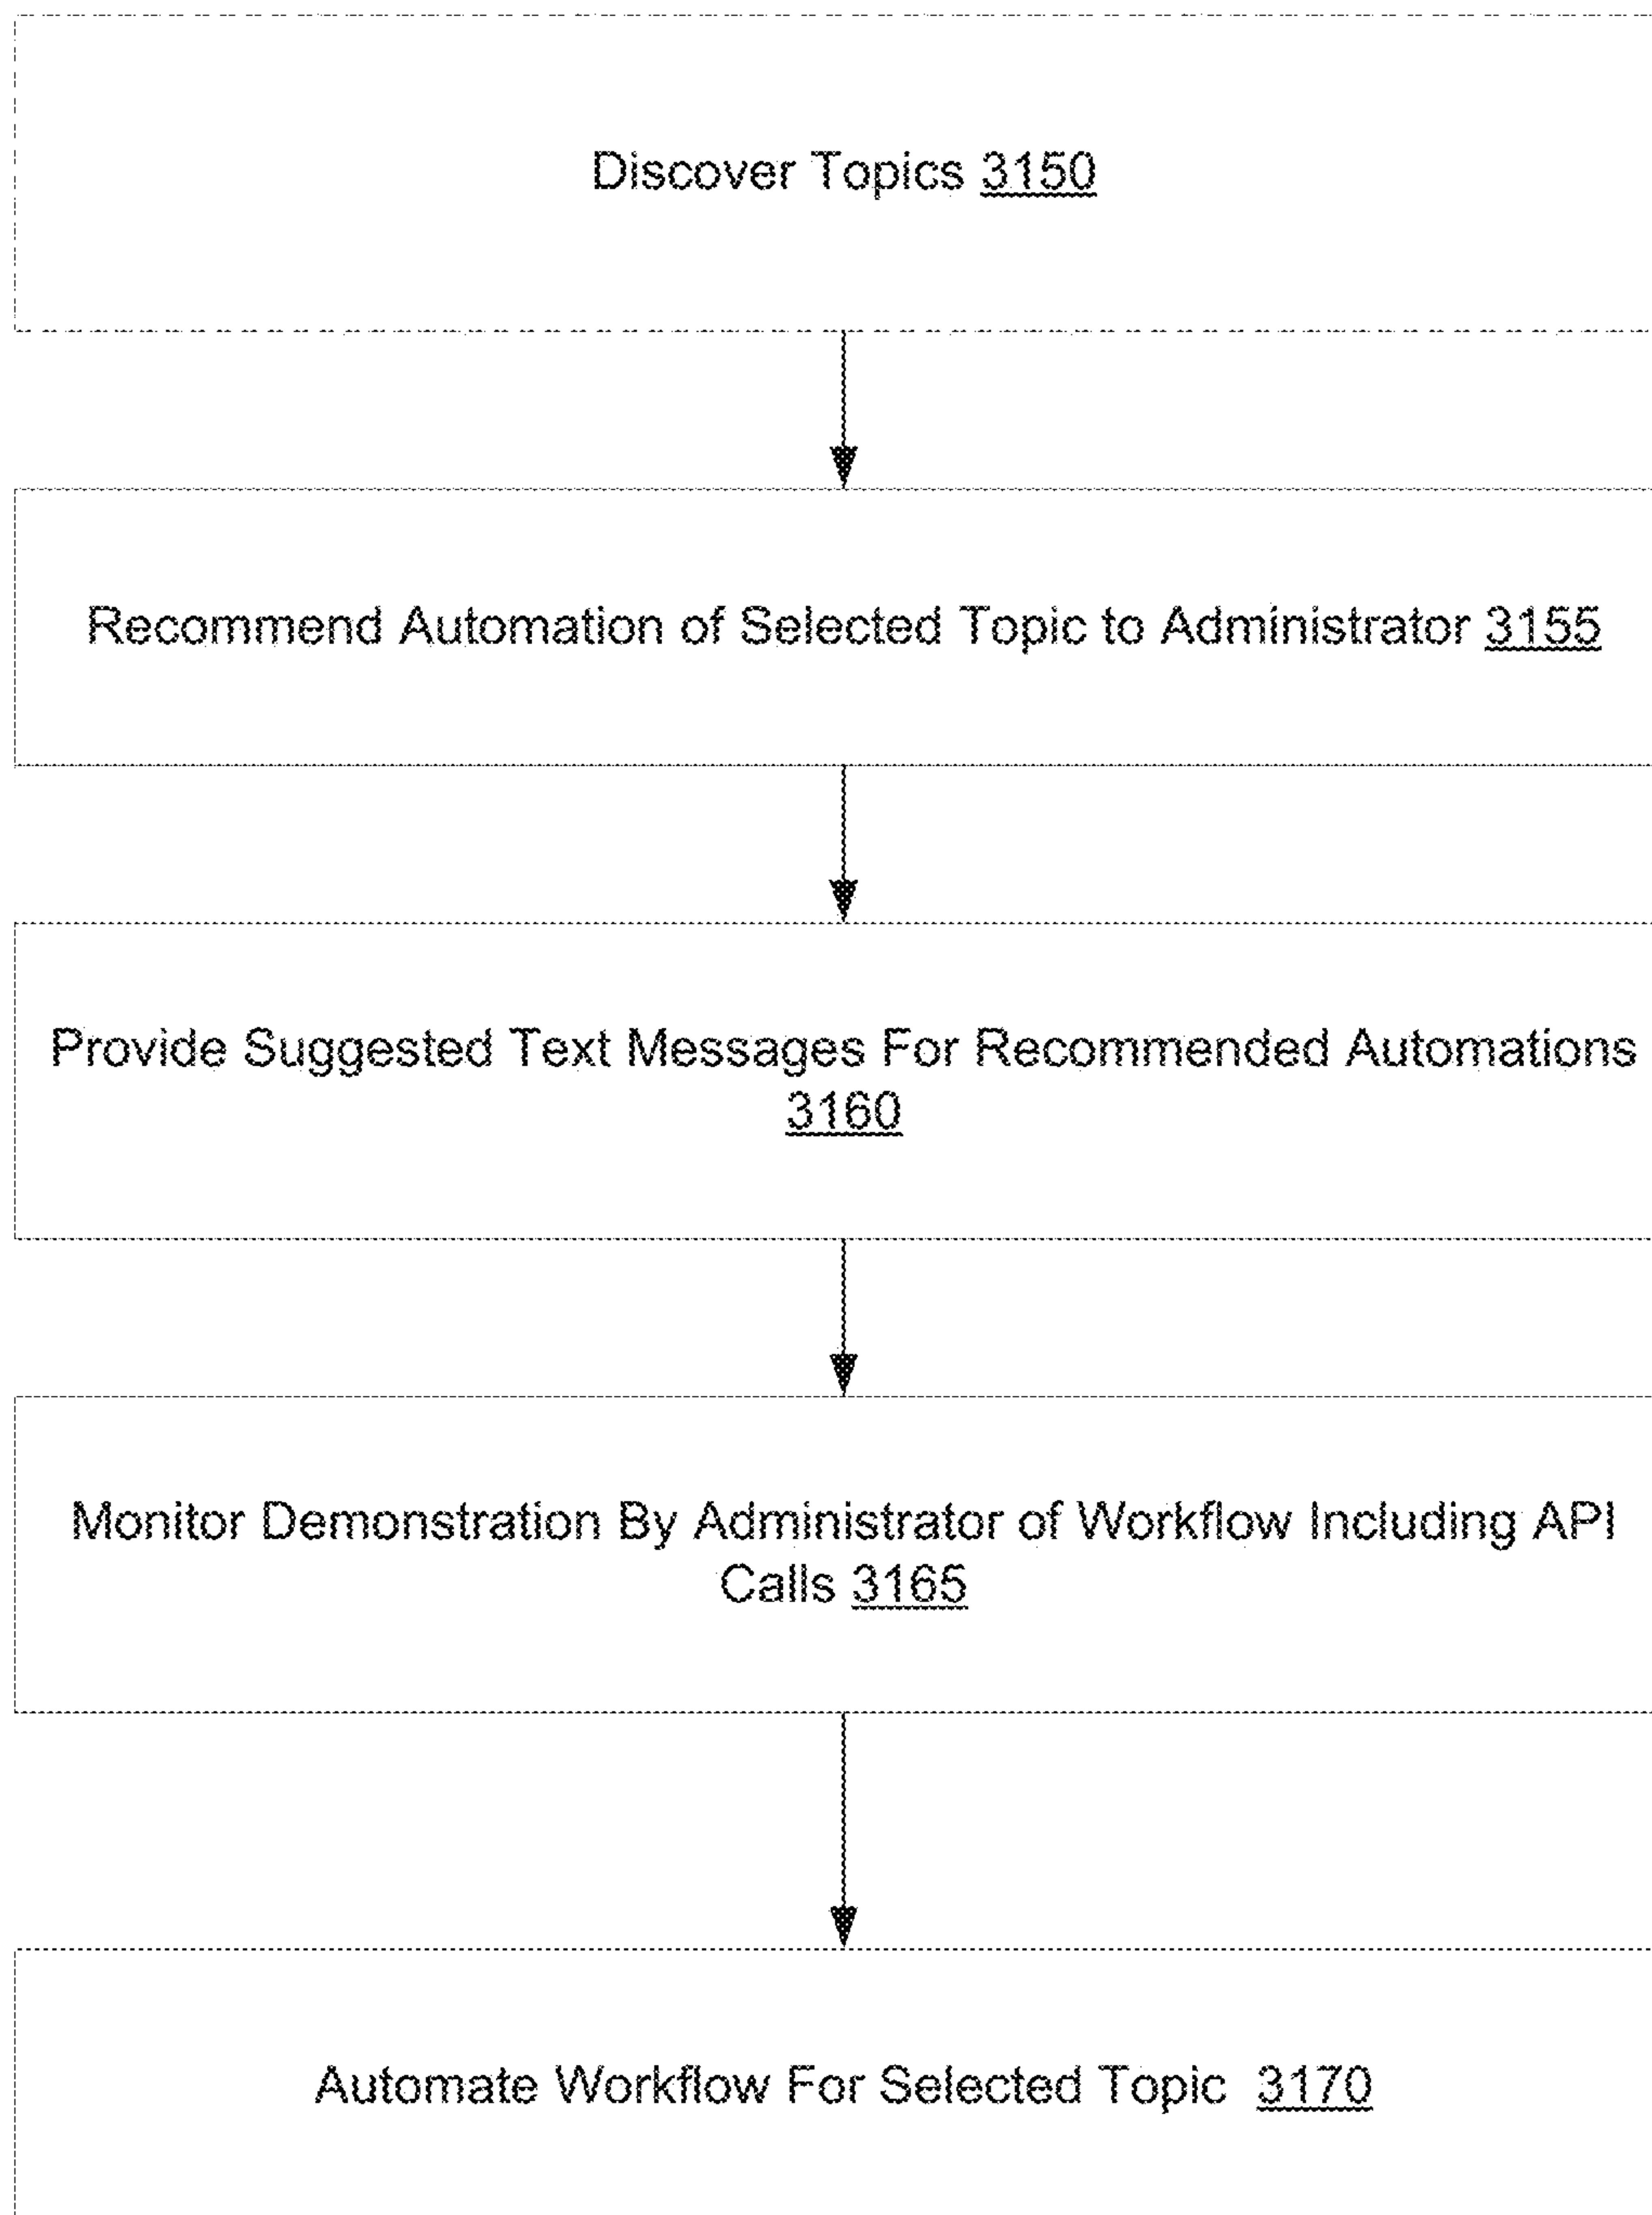 Discover Topics 3150
Recommend Automation of Selected Topic to Administrator 3155
Provide Suggested Text Messages For Recommended Automations
3160
Monitor Demonstration By Administrator of Workflow Including API
Calls 3165
Automate Workflow For Selected Topic 3170